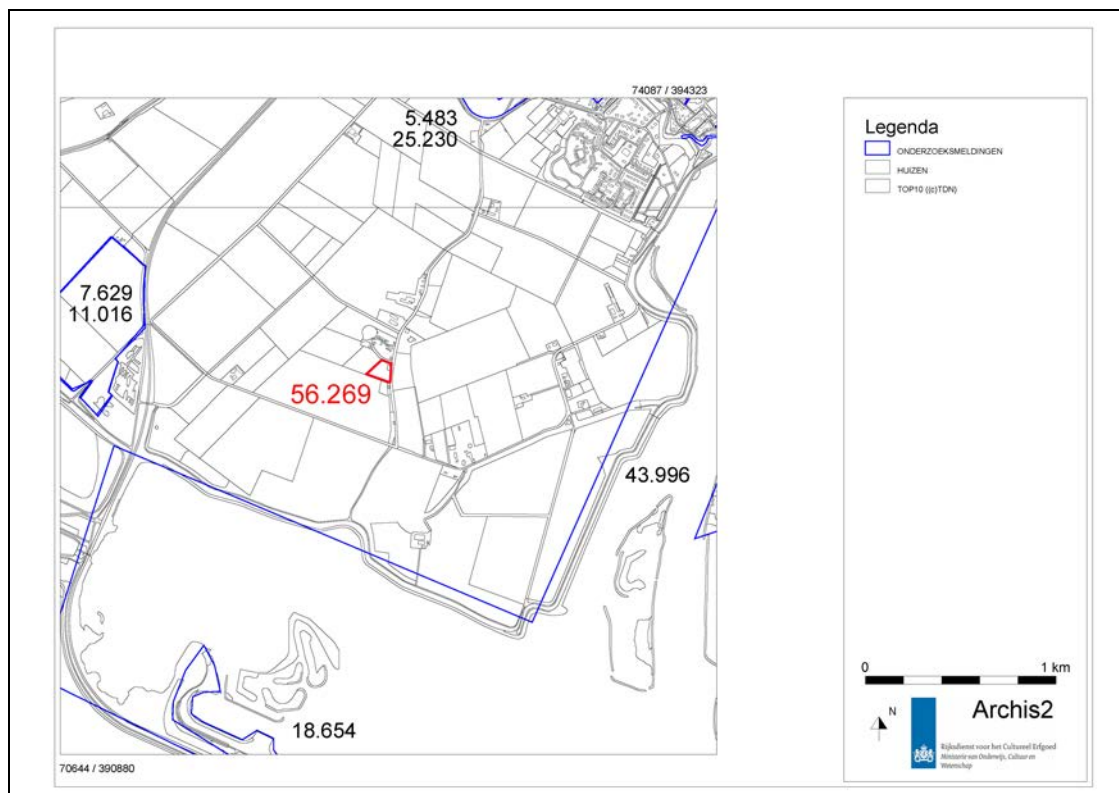 74087 / 394323
5.483
25.230
7.629
11.016
56.269
43.996
18.654
70644 / 390880
Legenda
ONDERZOEKSMELDINGEN
HUIZEN
TOP10 ((c)TDN)
0 1 km
N
Archis2
Rijksdienst voor het Cultureel Erfgoed
Ministerie van Onderwijs, Cultuur en
Wetenschap